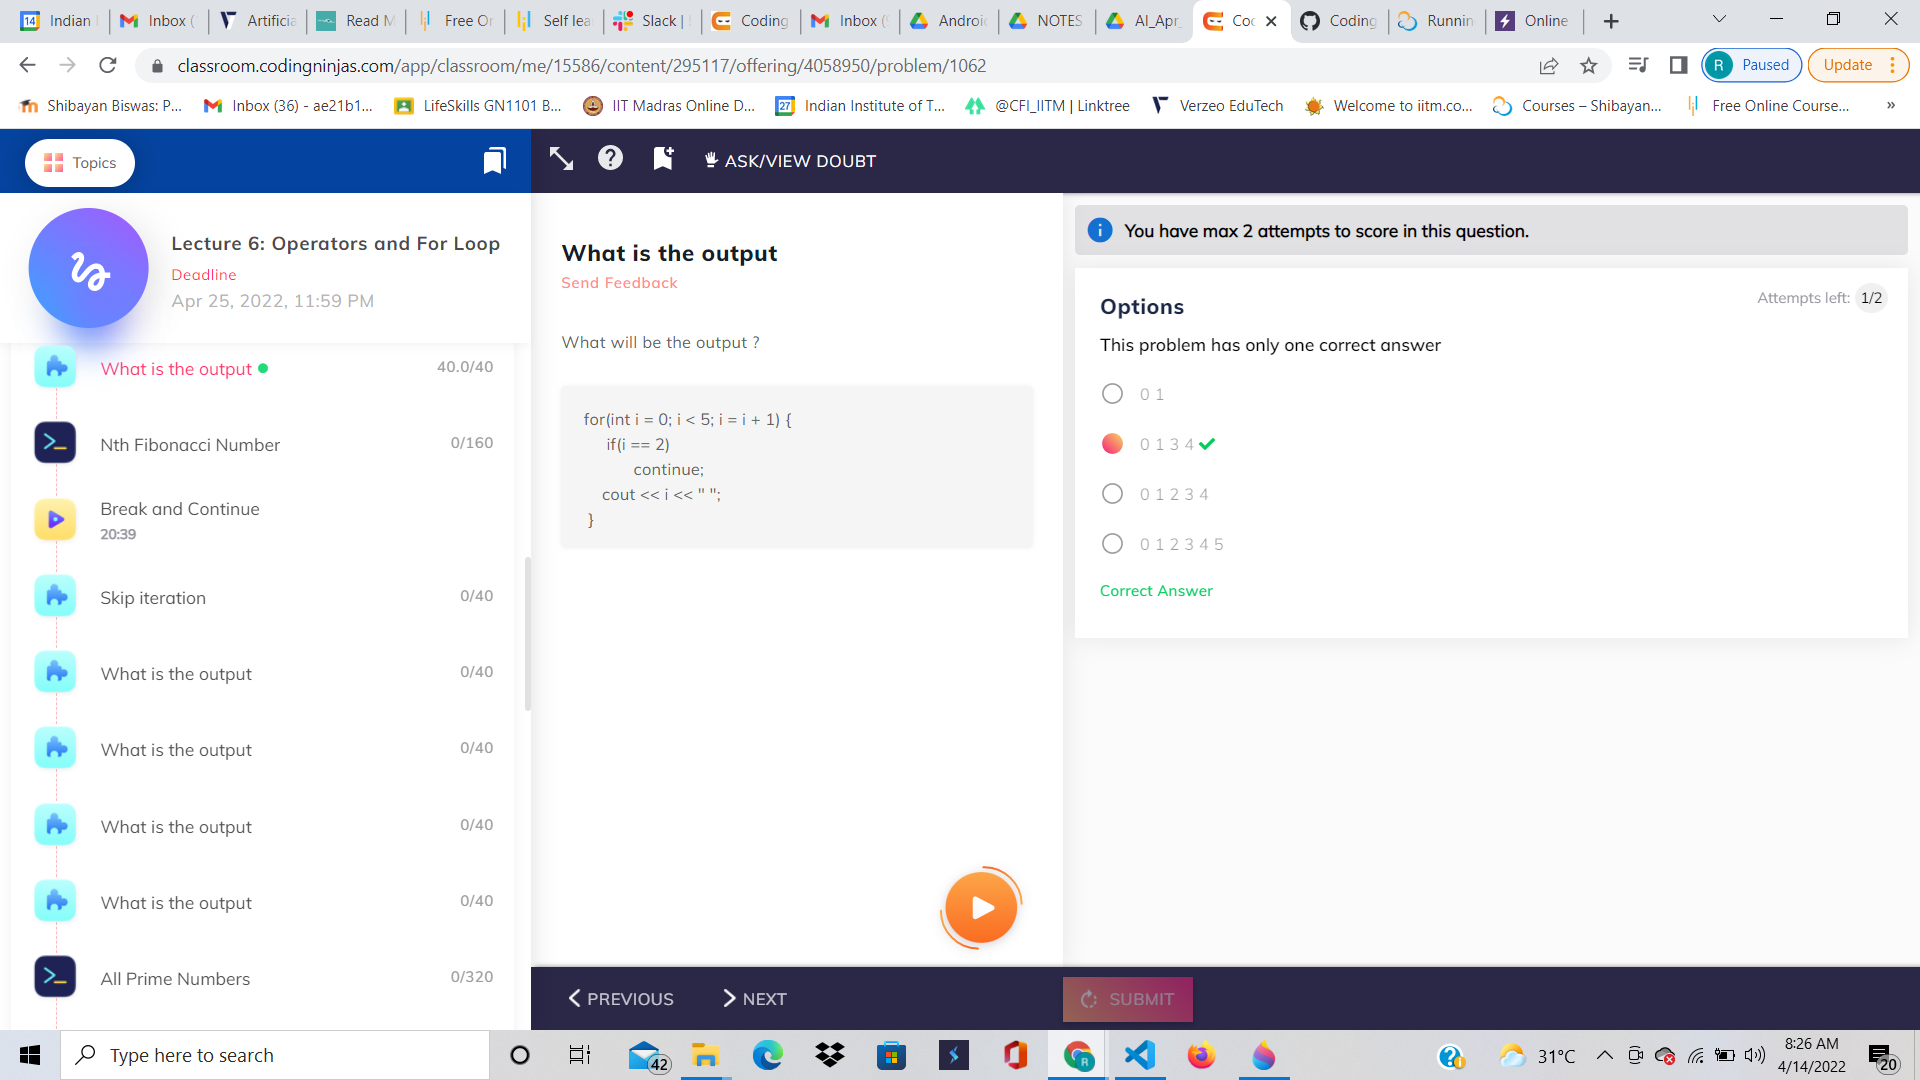 Indian
Inbox (
Artificia
Read M
Free Or
Self lea
Slack |
Coding
Inbox (
Androi
NOTES
AI_Apr_
Coc
Coding
Runnin
Online
classroom.codingninjas.com/app/classroom/me/15586/content/295117/offering/4058950/problem/1062
R Paused
Update
Shibayan Biswas: P...
Inbox (36) - ae21b1...
LifeSkills GN1101 B...
IIT Madras Online D...
Indian Institute of T...
@CFI_IITM | Linktree
Verzeo EduTech
Welcome to iitm.co...
Courses – Shibayan...
Free Online Course...
»
Topics
ASK/VIEW DOUBT
Lecture 6: Operators and For Loop
Deadline
Apr 25, 2022, 11:59 PM
What is the output 40.0/40
Nth Fibonacci Number 0/160
Break and Continue
20:39
Skip iteration 0/40
What is the output 0/40
What is the output 0/40
What is the output 0/40
What is the output 0/40
All Prime Numbers 0/320
What is the output
Send Feedback
What will be the output ?
for(int i = 0; i < 5; i = i + 1) {
if(i == 2)
continue;
cout << i << " ";
}
PREVIOUS
NEXT
You have max 2 attempts to score in this question.
Options
Attempts left: 1/2
This problem has only one correct answer
0 1
0 1 3 4
0 1 2 3 4
0 1 2 3 4 5
Correct Answer
SUBMIT
Type here to search
42
31°C
8:26 AM
4/14/2022
20